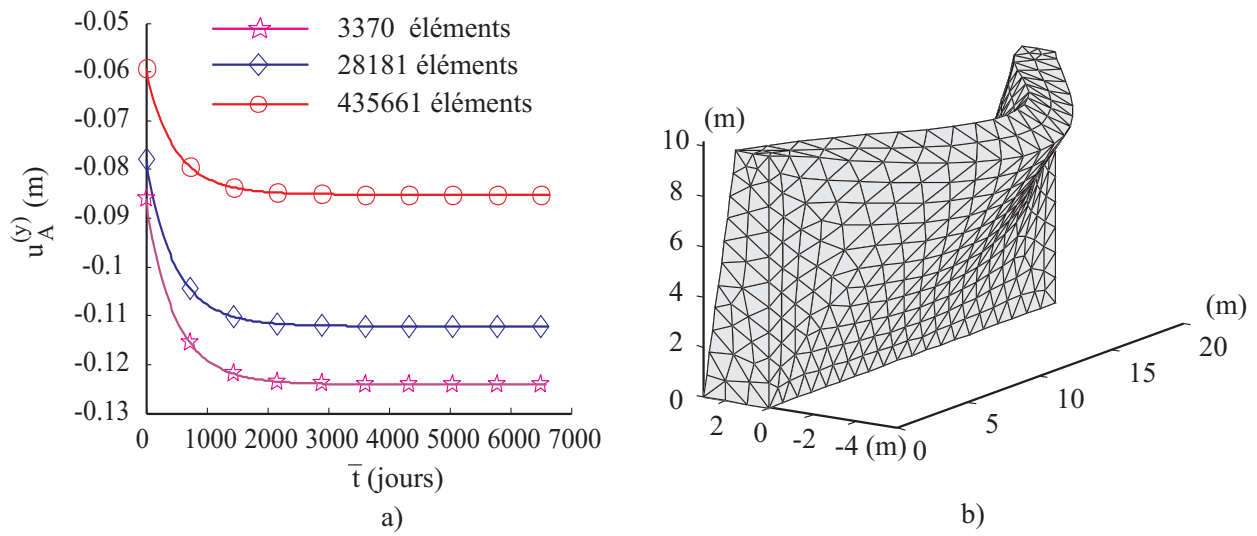 3370 éléments
28181 éléments
435661 éléments
-0.05
-0.06
-0.07
-0.08
-0.09
-0.1
-0.11
-0.12
-0.13
u_A^(y) (m)
0 1000 2000 3000 4000 5000 6000 7000
t̅ (jours)
a)
(m)
10
8
6
4
2
0
2 0 -2 -4 (m)
0 5 10 15 20
(m)
b)